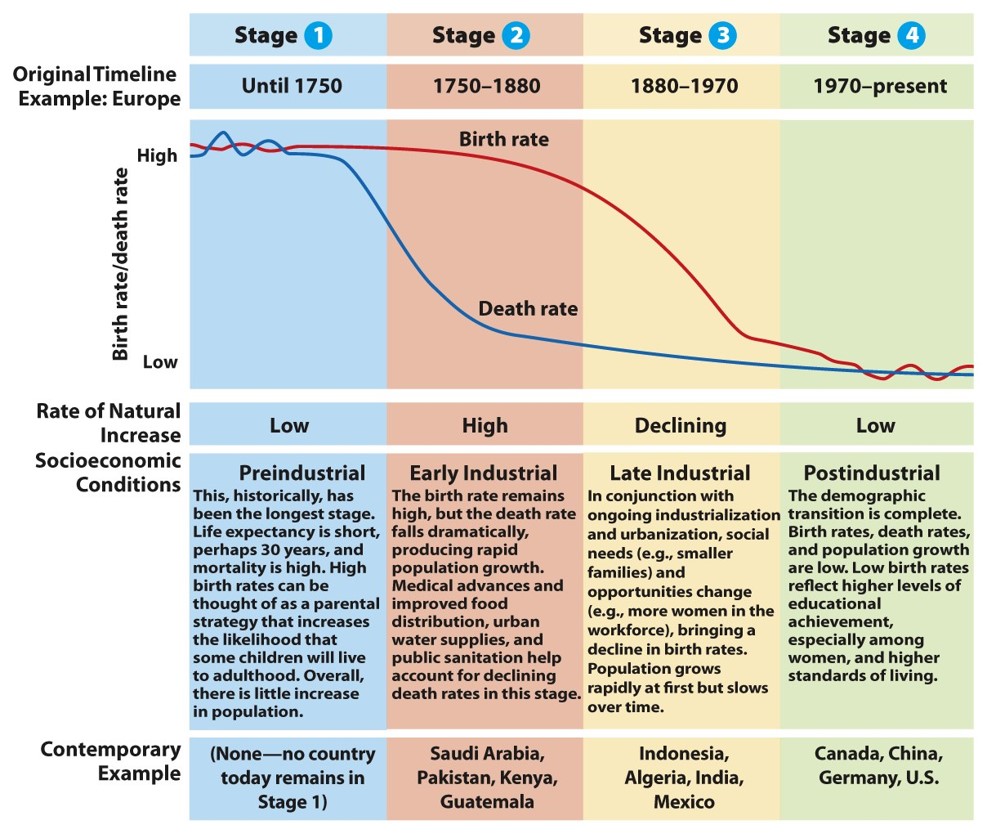 Stage 1
Stage 2
Stage 3
Stage 4
Original Timeline
Example: Europe
Until 1750
1750–1880
1880–1970
1970–present
Birth rate/death rate
High
Low
Birth rate
Death rate
Rate of Natural
Increase
Low
High
Declining
Low
Socioeconomic
Conditions
Preindustrial
This, historically, has
been the longest stage.
Life expectancy is short,
perhaps 30 years, and
mortality is high. High
birth rates can be
thought of as a parental
strategy that increases
the likelihood that
some children will live
to adulthood. Overall,
there is little increase
in population.
Early Industrial
The birth rate remains
high, but the death rate
falls dramatically,
producing rapid
population growth.
Medical advances and
improved food
distribution, urban
water supplies, and
public sanitation help
account for declining
death rates in this stage.
Late Industrial
In conjunction with
ongoing industrialization
and urbanization, social
needs (e.g., smaller
families) and
opportunities change
(e.g., more women in the
workforce), bringing a
decline in birth rates.
Population grows
rapidly at first but slows
over time.
Postindustrial
The demographic
transition is complete.
Birth rates, death rates,
and population growth
are low. Low birth rates
reflect higher levels of
educational
achievement,
especially among
women, and higher
standards of living.
Contemporary
Example
(None—no country
today remains in
Stage 1)
Saudi Arabia,
Pakistan, Kenya,
Guatemala
Indonesia,
Algeria, India,
Mexico
Canada, China,
Germany, U.S.